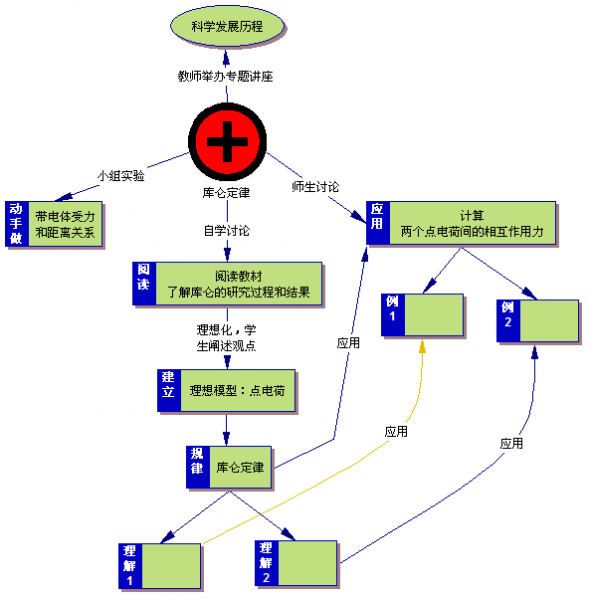 科学发展历程
教师举办专题讲座
小组实验
师生讨论
库仑定律
动手做
带电体受力
和距离关系
自学讨论
应用
计算
两个点电荷间的相互作用力
阅读
阅读教材
了解库仑的研究过程和结果
例1
例2
理想化，学
生阐述观点
应用
建立
理想模型：点电荷
应用
应用
规律
库仑定律
理解1
理解2